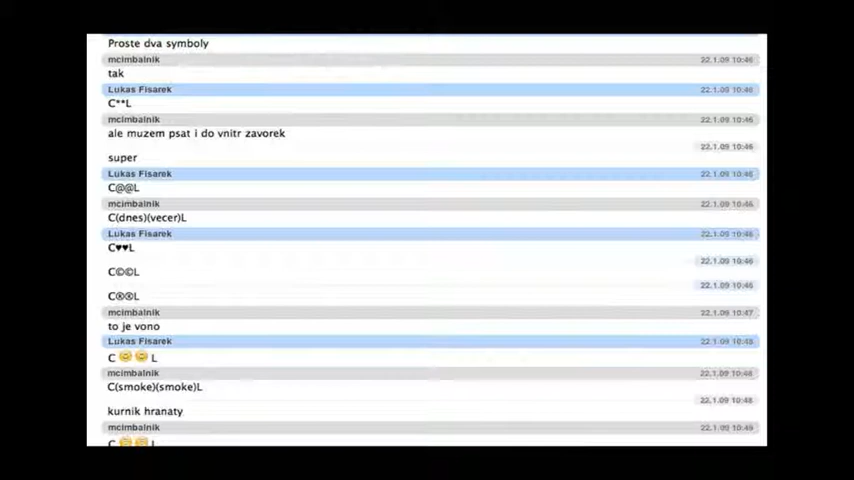 Proste dva symboly
mcimbalnik 22.1.09 10:46
tak
Lukas Fisarek 22.1.09 10:46
C**L
mcimbalnik 22.1.09 10:46
ale muzem psat i do vnitr zavorek
22.1.09 10:46
super
Lukas Fisarek 22.1.09 10:46
C@@L
mcimbalnik 22.1.09 10:46
C(dnes)(vecer)L
Lukas Fisarek 22.1.09 10:46
C♥♥L
22.1.09 10:46
C©©L
22.1.09 10:46
C®®L
mcimbalnik 22.1.09 10:47
to je vono
Lukas Fisarek 22.1.09 10:48
C L
mcimbalnik 22.1.09 10:48
C(smoke)(smoke)L
22.1.09 10:48
kurnik hranaty
mcimbalnik 22.1.09 10:49
C L